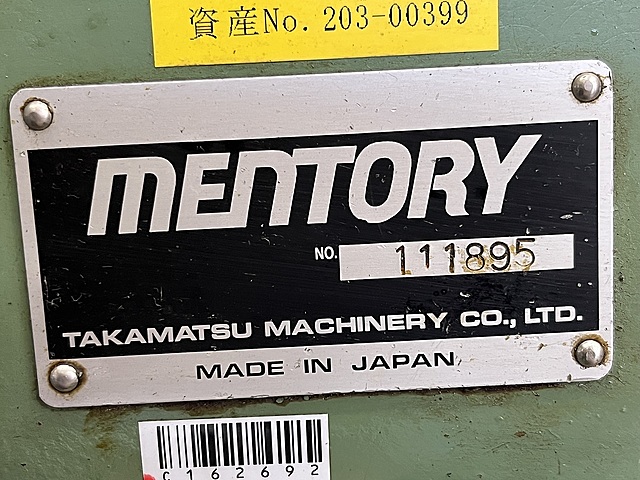 資産No. 203-00399
MENTORY
NO. 111895
TAKAMATSU MACHINERY CO., LTD.
MADE IN JAPAN
C162692